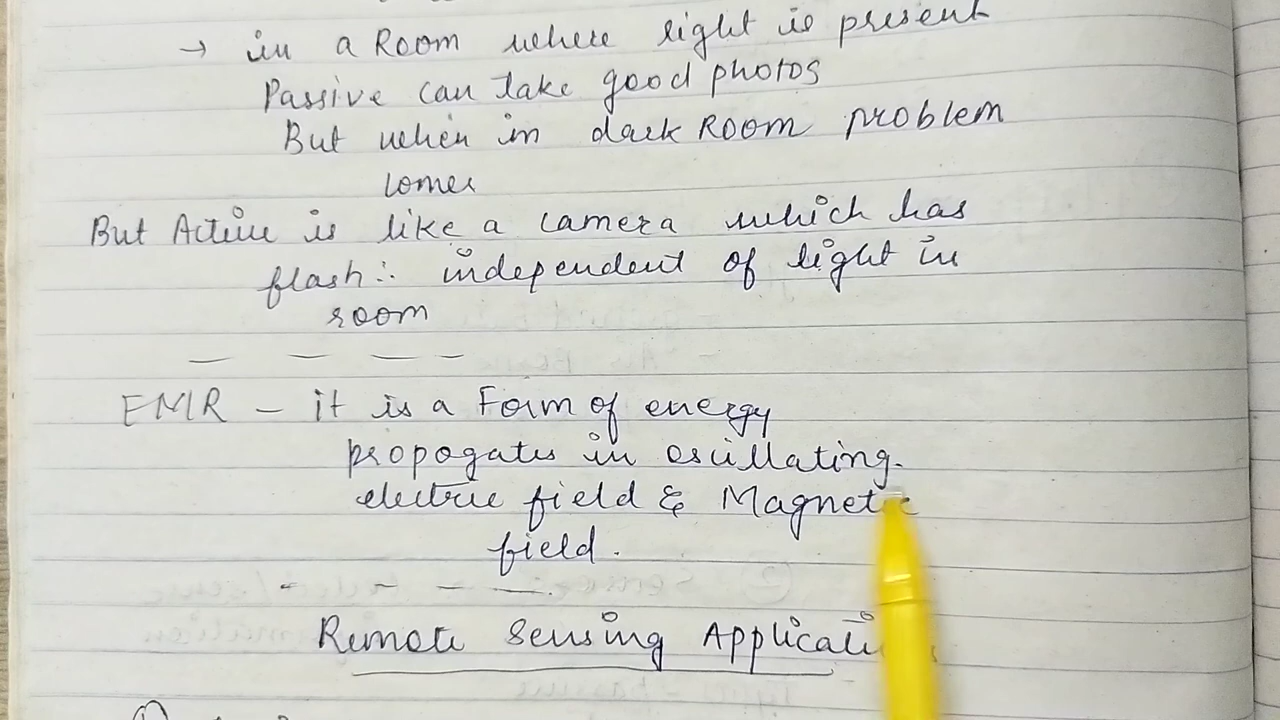 → in a Room where light is present
Passive can take good photos
But when in dark Room problem
comes
But Active is like a camera which has
flash ∴ independent of light in
room
EMR - it is a Form of energy
propogates in oscillating
electric field & Magnetic
field.
Remote Sensing